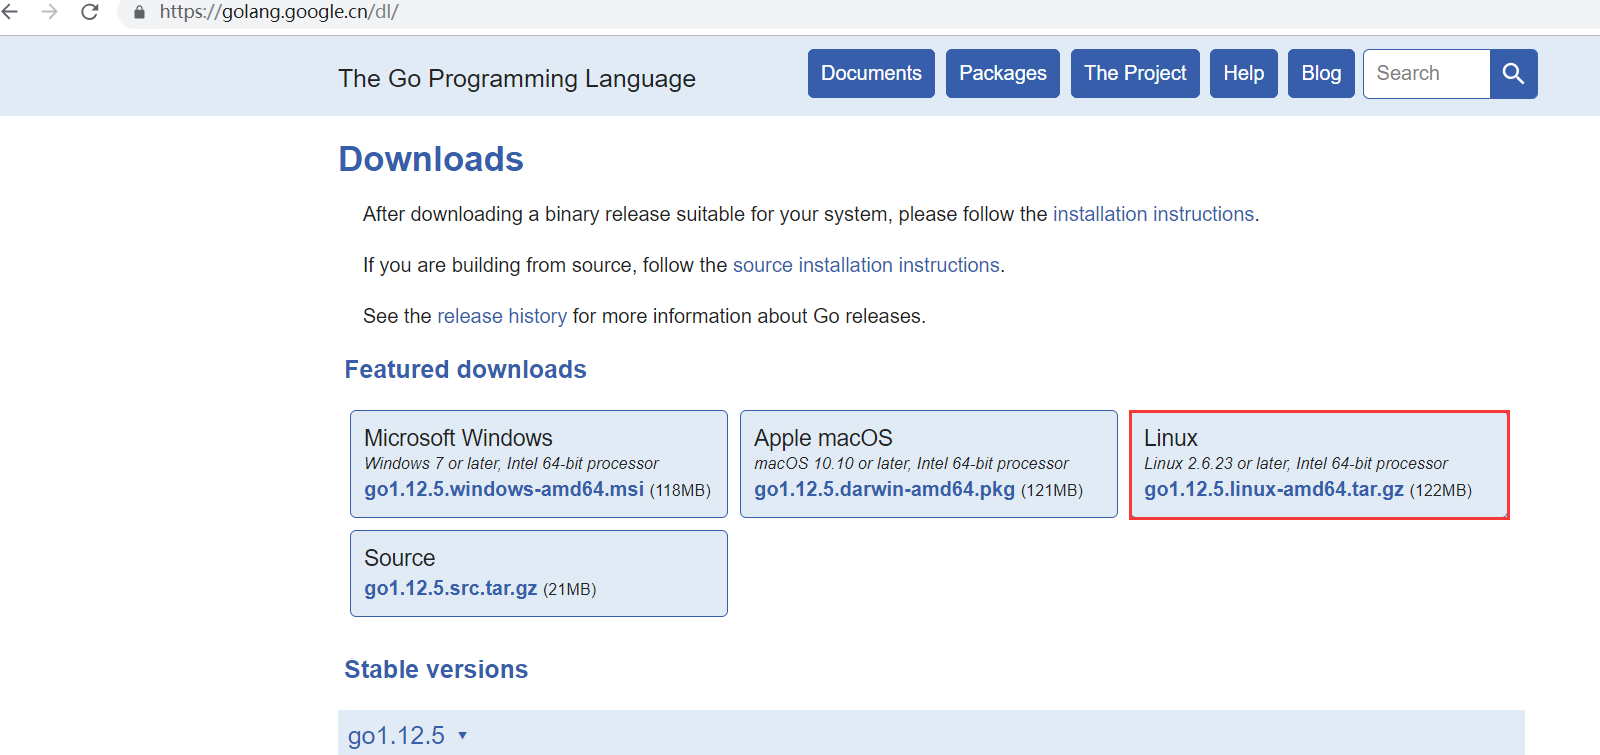 https://golang.google.cn/dl/
The Go Programming Language
Documents
Packages
The Project
Help
Blog
Search
Downloads
After downloading a binary release suitable for your system, please follow the installation instructions.
If you are building from source, follow the source installation instructions.
See the release history for more information about Go releases.
Featured downloads
Microsoft Windows
Windows 7 or later, Intel 64-bit processor
go1.12.5.windows-amd64.msi (118MB)
Apple macOS
macOS 10.10 or later, Intel 64-bit processor
go1.12.5.darwin-amd64.pkg (121MB)
Linux
Linux 2.6.23 or later, Intel 64-bit processor
go1.12.5.linux-amd64.tar.gz (122MB)
Source
go1.12.5.src.tar.gz (21MB)
Stable versions
go1.12.5 ▾